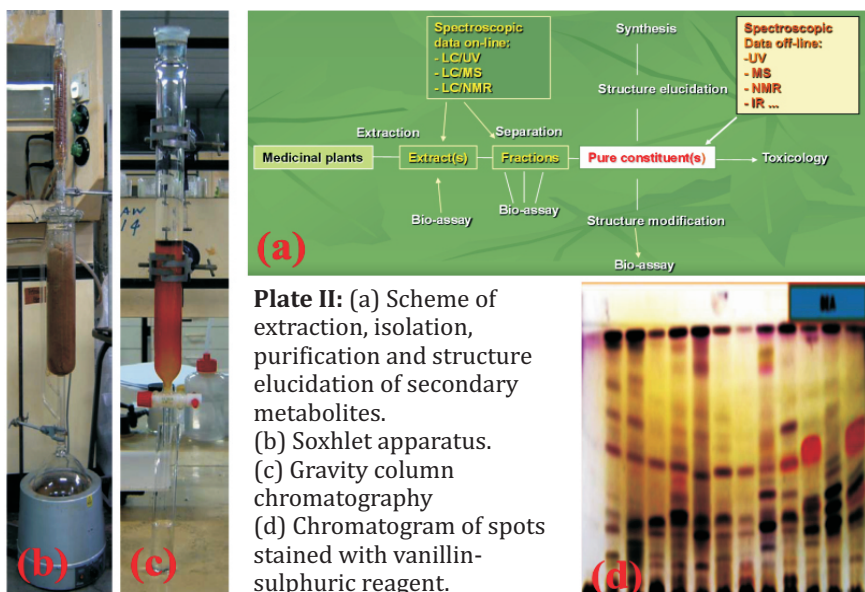 Spectroscopic
data on-line:
- LC/UV
- LC/MS
- LC/NMR
Synthesis
Structure elucidation
Spectroscopic
Data off-line:
-UV
- MS
- NMR
- IR ...
Extraction
Separation
Medicinal plants
Extract(s)
Fractions
Pure constituent(s)
Toxicology
Bio-assay
Bio-assay
Structure modification
Bio-assay
(a)
Plate II: (a) Scheme of
extraction, isolation,
purification and structure
elucidation of secondary
metabolites.
(b) Soxhlet apparatus.
(c) Gravity column
chromatography
(d) Chromatogram of spots
stained with vanillin-
sulphuric reagent.
(b)
(c)
(d)